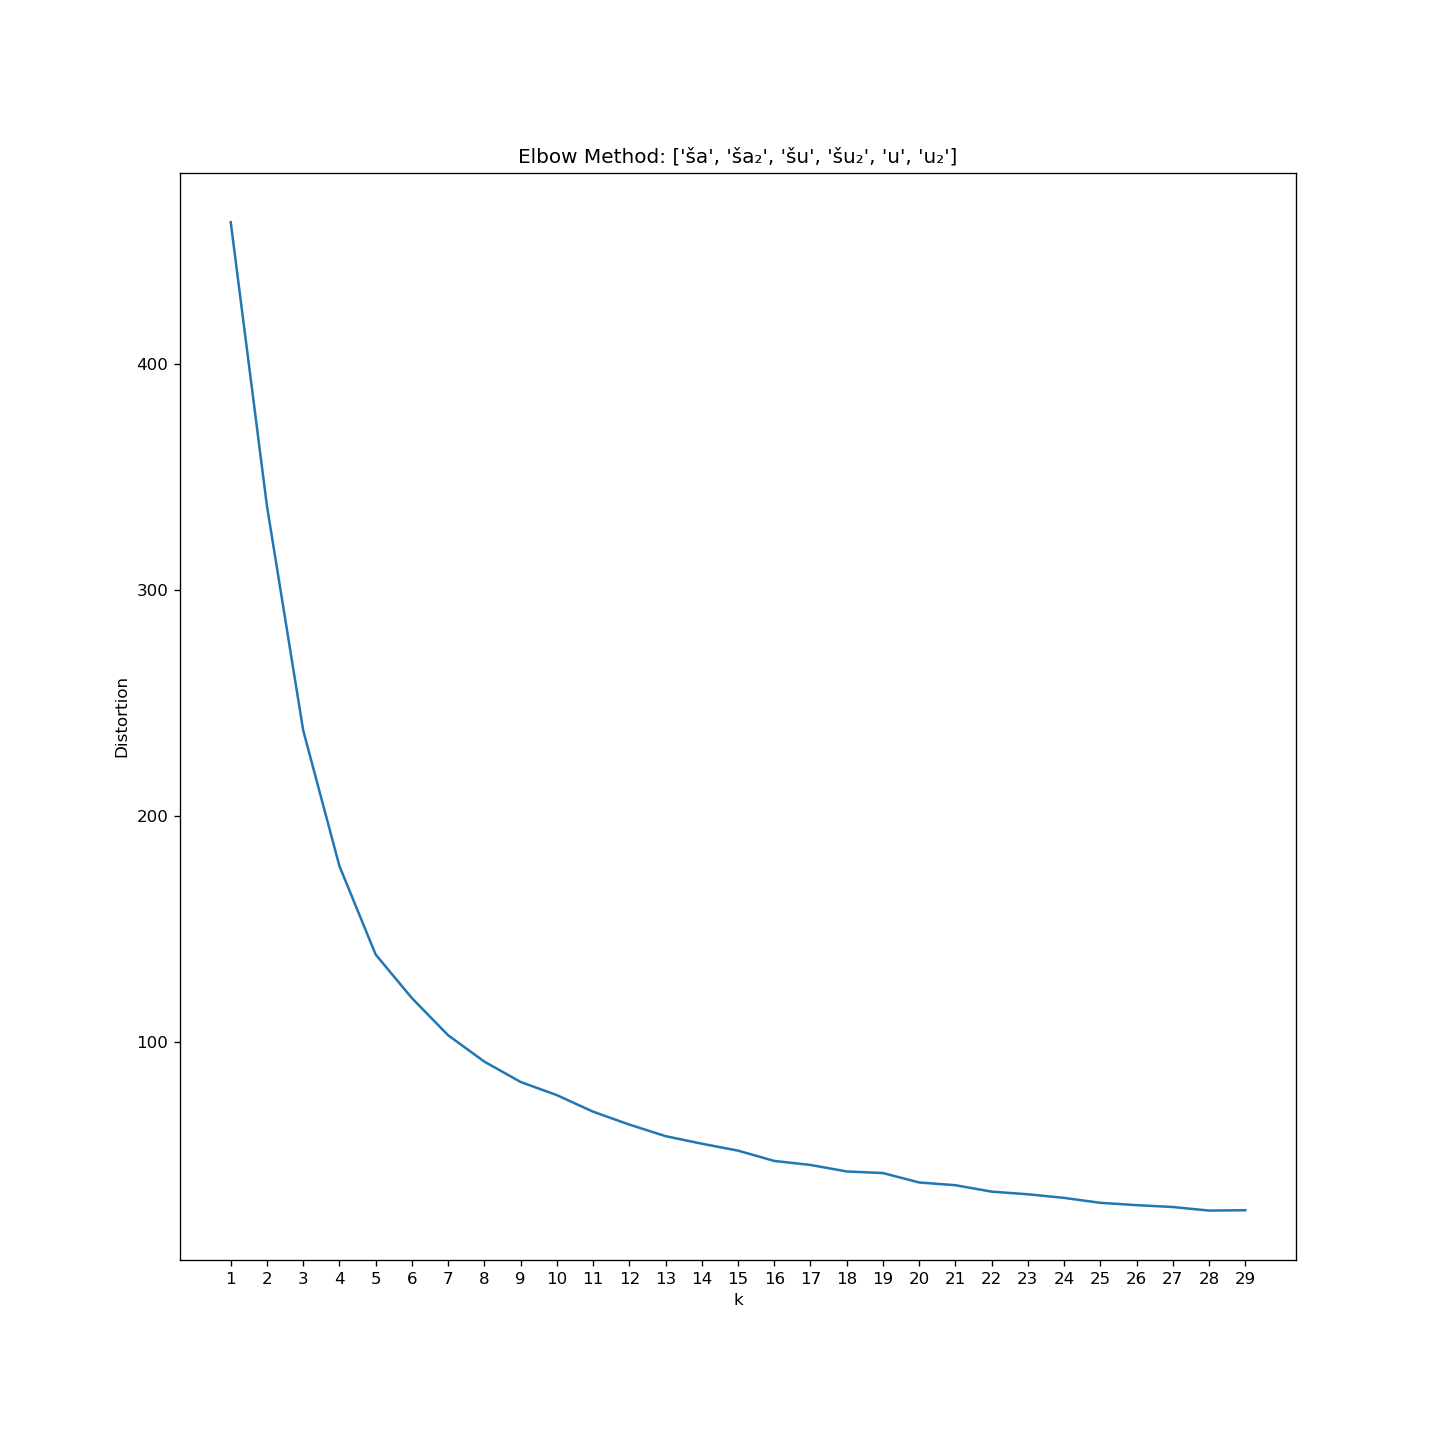 Elbow Method: ['ša', 'ša₂', 'šu', 'šu₂', 'u', 'u₂']
400
300
200
100
Distortion
1 2 3 4 5 6 7 8 9 10 11 12 13 14 15 16 17 18 19 20 21 22 23 24 25 26 27 28 29
k